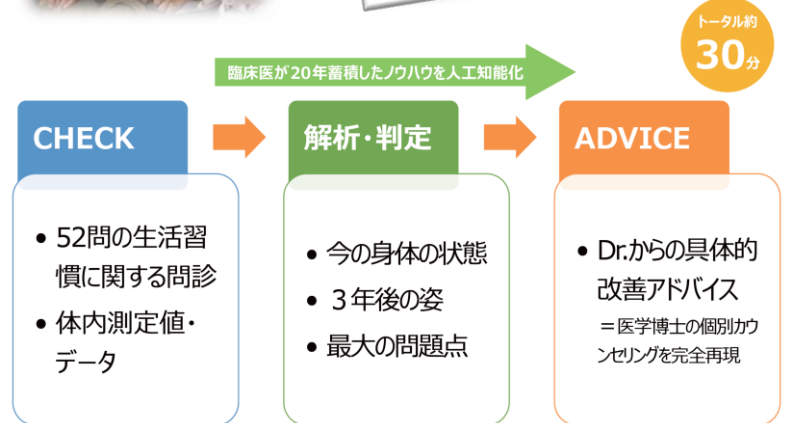 トータル約
30分
臨床医が20年蓄積したノウハウを人工知能化
CHECK
解析・判定
ADVICE
• 52問の生活習
慣に関する問診
• 体内測定値・
データ
• 今の身体の状態
• 3年後の姿
• 最大の問題点
• Dr.からの具体的
改善アドバイス
＝医学博士の個別カウ
ンセリングを完全再現